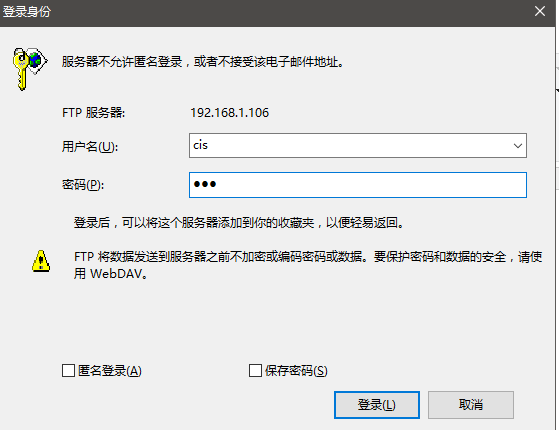 登录身份
服务器不允许匿名登录，或者不接受该电子邮件地址。
FTP 服务器: 192.168.1.106
用户名(U): cis
密码(P): ●●●
登录后，可以将这个服务器添加到你的收藏夹，以便轻易返回。
FTP 将数据发送到服务器之前不加密或编码密码或数据。要保护密码和数据的安全，请使
用 WebDAV。
匿名登录(A) 保存密码(S)
登录(L) 取消